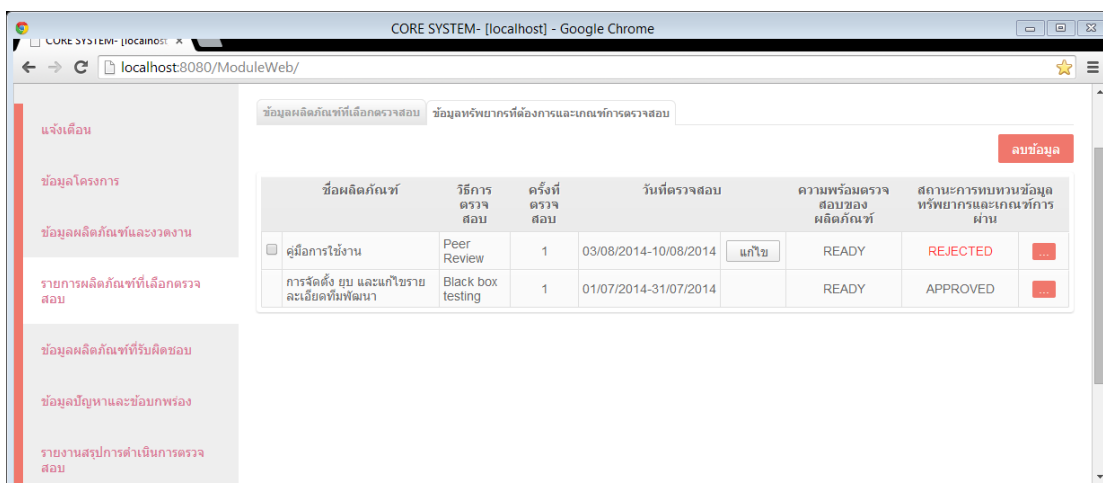 CORE SYSTEM- [localhost] - Google Chrome
CORE SYSTEM- [localhost] ×
localhost:8080/ModuleWeb/
แจ้งเตือน
ข้อมูลโครงการ
ข้อมูลผลิตภัณฑ์และงวดงาน
รายการผลิตภัณฑ์ที่เลือกตรวจ
สอบ
ข้อมูลผลิตภัณฑ์ที่รับผิดชอบ
ข้อมูลปัญหาและข้อบกพร่อง
รายงานสรุปการดำเนินการตรวจ
สอบ
ข้อมูลผลิตภัณฑ์ที่เลือกตรวจสอบ ข้อมูลทรัพยากรที่ต้องการและเกณฑ์การตรวจสอบ
ลบข้อมูล
ชื่อผลิตภัณฑ์ วิธีการ ครั้งที่ วันที่ตรวจสอบ ความพร้อมตรวจ สถานะการทบทวนข้อมูล
ตรวจ ตรวจ สอบของ ทรัพยากรและเกณฑ์การ
สอบ สอบ ผลิตภัณฑ์ ผ่าน
คู่มือการใช้งาน Peer 1 03/08/2014-10/08/2014 แก้ไข READY REJECTED ...
Review
การจัดตั้ง ยุบ และแก้ไขราย Black box 1 01/07/2014-31/07/2014 READY APPROVED ...
ละเอียดทีมพัฒนา testing